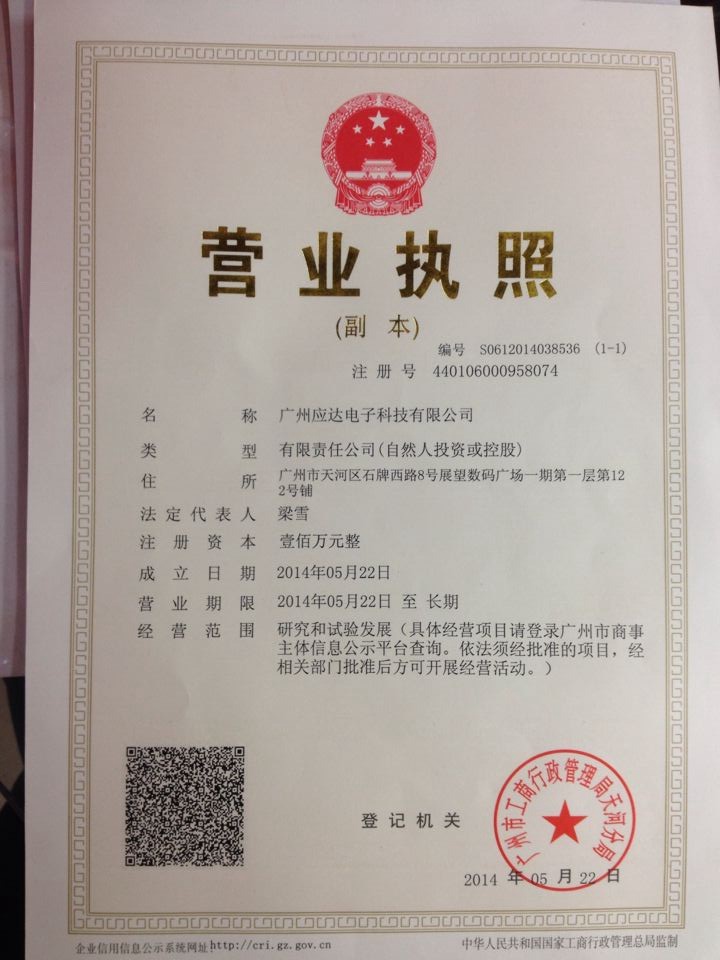 营业执照
(副 本)
编号 S0612014038536 (1-1)
注册号 440106000958074
名称 广州应达电子科技有限公司
类型 有限责任公司(自然人投资或控股)
住所 广州市天河区石牌西路8号展望数码广场一期第一层第12
2号铺
法定代表人 梁雪
注册资本 壹佰万元整
成立日期 2014年05月22日
营业期限 2014年05月22日 至 长期
经营范围 研究和试验发展（具体经营项目请登录广州市商事
主体信息公示平台查询。依法须经批准的项目，经
相关部门批准后方可开展经营活动。）
登记机关
广州市工商行政管理局天河分局
2014 年 05 月 22 日
企业信用信息公示系统网址:http://cri.gz.gov.cn
中华人民共和国国家工商行政管理总局监制